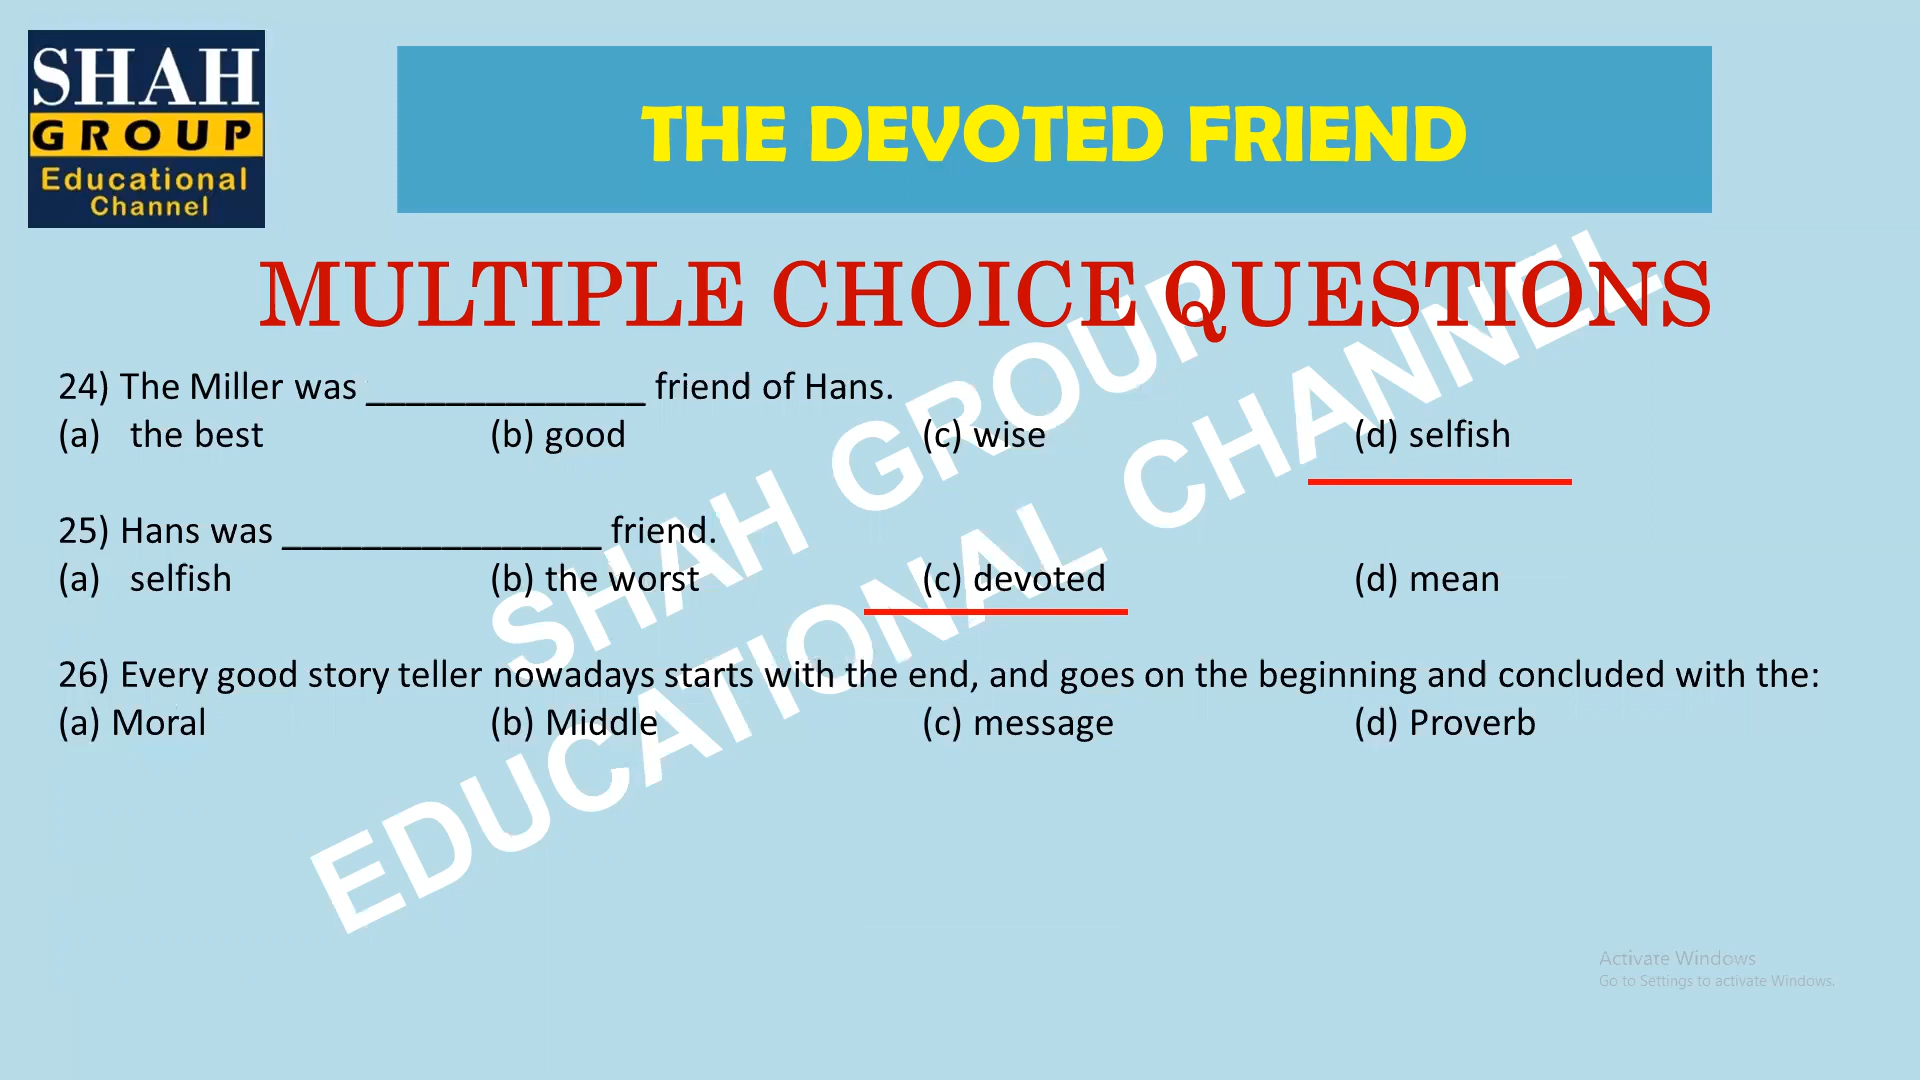 SHAH
GROUP
Educational
Channel
THE DEVOTED FRIEND
MULTIPLE CHOICE QUESTIONS
24) The Miller was ______________ friend of Hans.
(a) the best (b) good (c) wise (d) selfish
25) Hans was ________________ friend.
(a) selfish (b) the worst (c) devoted (d) mean
26) Every good story teller nowadays starts with the end, and goes on the beginning and concluded with the:
(a) Moral (b) Middle (c) message (d) Proverb
SHAH GROUP
EDUCATIONAL CHANNEL
Activate Windows
Go to Settings to activate Windows.